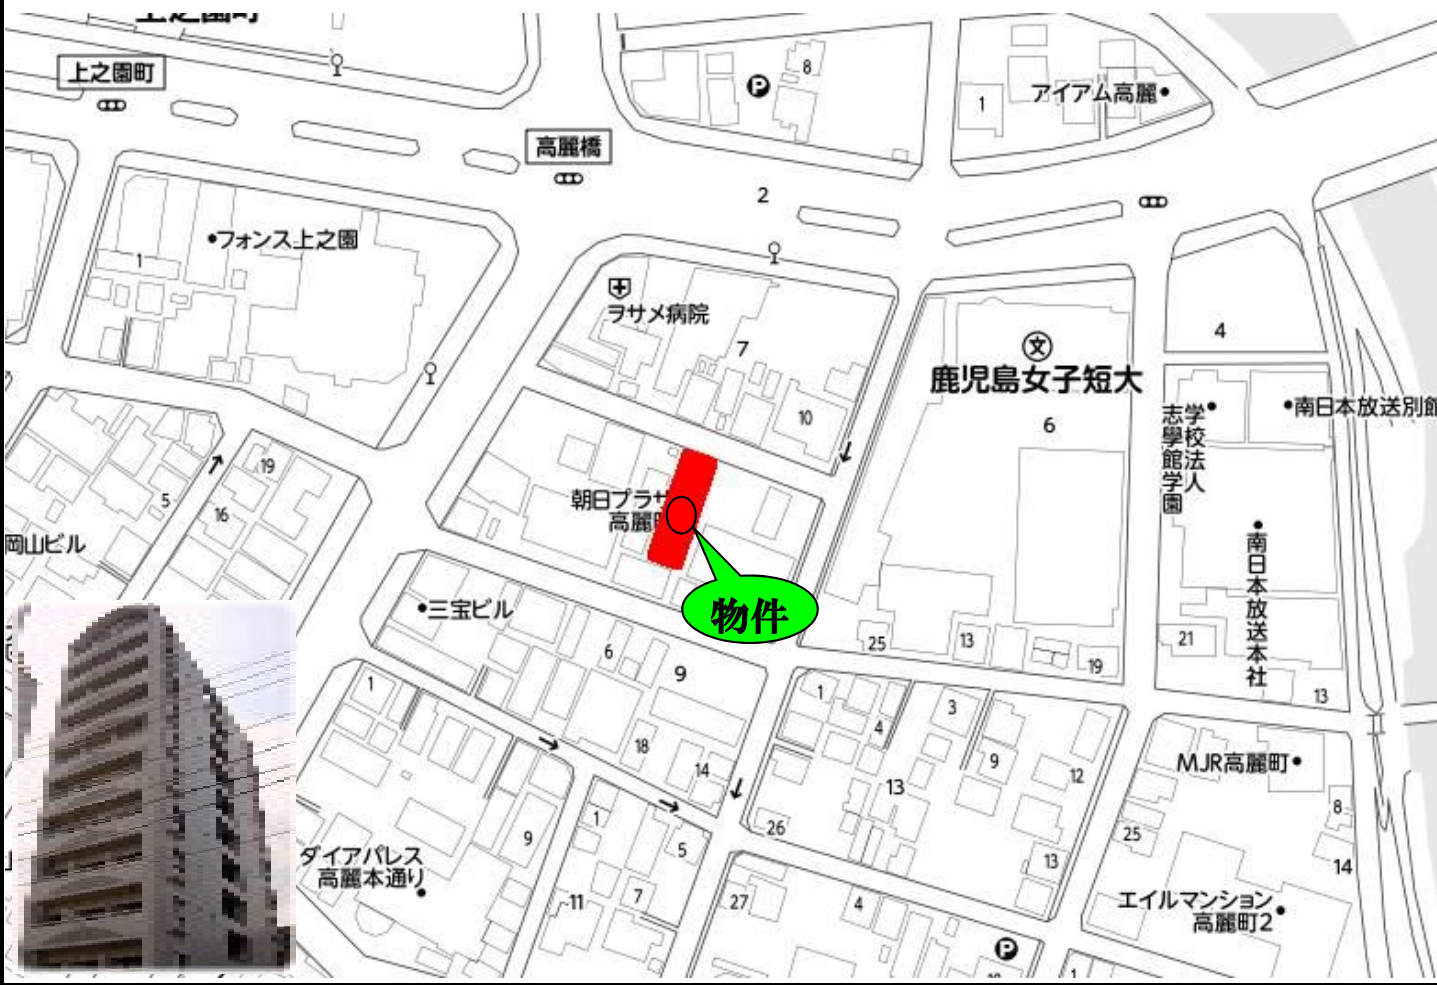 上之園町
上之園町
8
1
アイアム高麗
高麗橋
2
フォンス上之園
1
ヲサメ病院
7
10
文
鹿児島女子短大
6
4
学校法人
志學館学園
南日本放送別館
19
5
16
岡山ビル
朝日プラザ
高麗町
物件
三宝ビル
6
9
25
13
19
21
南日本放送本社
13
1
18
14
1
4
3
9
12
13
26
MJR高麗町
8
25
14
ダイアパレス
高麗本通り
9
1
5
7
11
27
4
13
エイルマンション
高麗町2
P
P
1